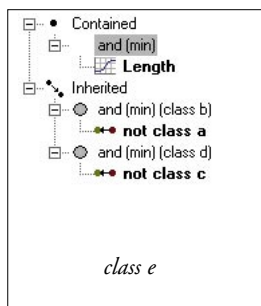 Contained
and (min)
Length
Inherited
and (min) (class b)
not class a
and (min) (class d)
not class c
class e